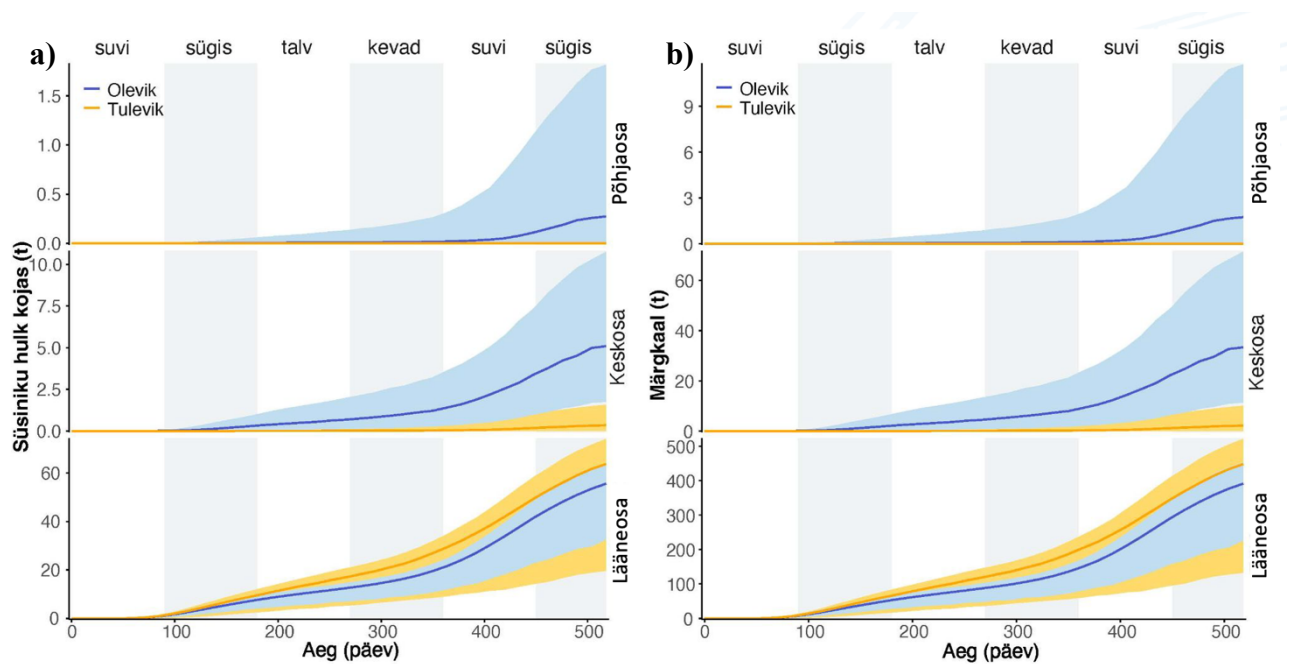 a)
suvi sügis talv kevad suvi sügis
Olevik
Tulevik
1.5
1.0
0.5
0.0
Põhjaosa
10.0
7.5
5.0
2.5
0.0
Keskosa
60
40
20
0
Lääneosa
Süsiniku hulk kojas (t)
0 100 200 300 400 500
Aeg (päev)
b)
suvi sügis talv kevad suvi sügis
Olevik
Tulevik
9
6
3
0
Põhjaosa
60
40
20
0
Keskosa
500
400
300
200
100
0
Lääneosa
Märgkaal (t)
0 100 200 300 400 500
Aeg (päev)